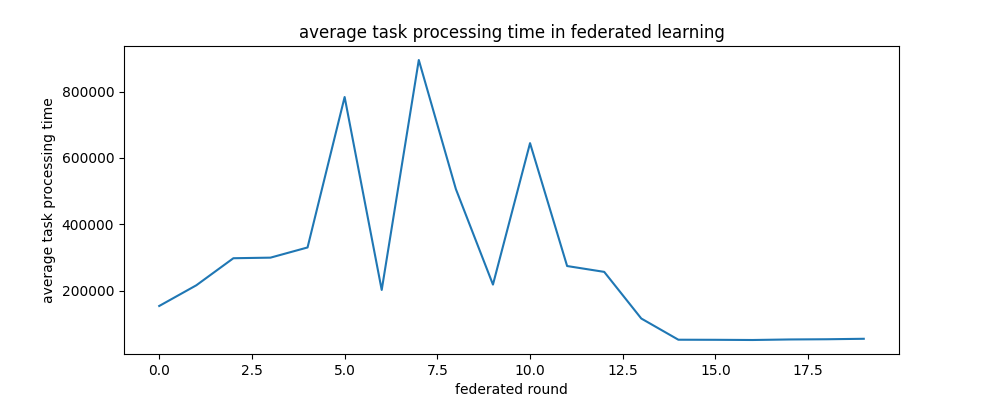 average task processing time in federated learning
average task processing time
800000
600000
400000
200000
0.0 2.5 5.0 7.5 10.0 12.5 15.0 17.5
federated round